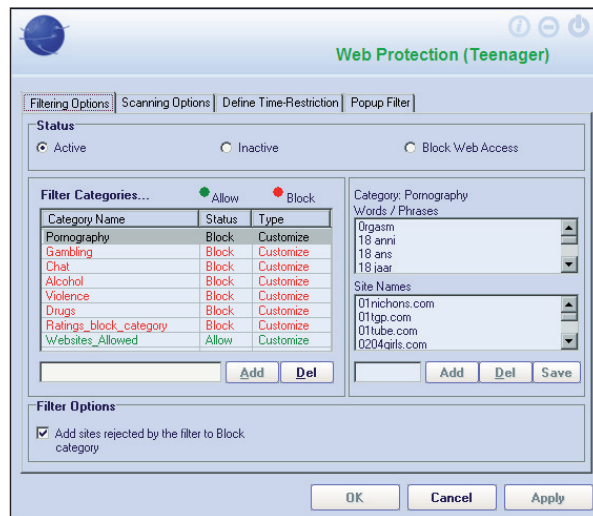 Web Protection (Teenager)
Filtering Options Scanning Options Define Time-Restriction Popup Filter
Status
Active Inactive Block Web Access
Filter Categories... Allow Block
Category Name Status Type
Pornography Block Customize
Gambling Block Customize
Chat Block Customize
Alcohol Block Customize
Violence Block Customize
Drugs Block Customize
Ratings_block_category Block Customize
Websites_Allowed Allow Customize
Add Del
Category: Pornography
Words / Phrases
0rgasm
18 anni
18 ans
18 jaar
Site Names
01nichons.com
01tgp.com
01tube.com
0204girls.com
Add Del Save
Filter Options
Add sites rejected by the filter to Block
category
OK Cancel Apply